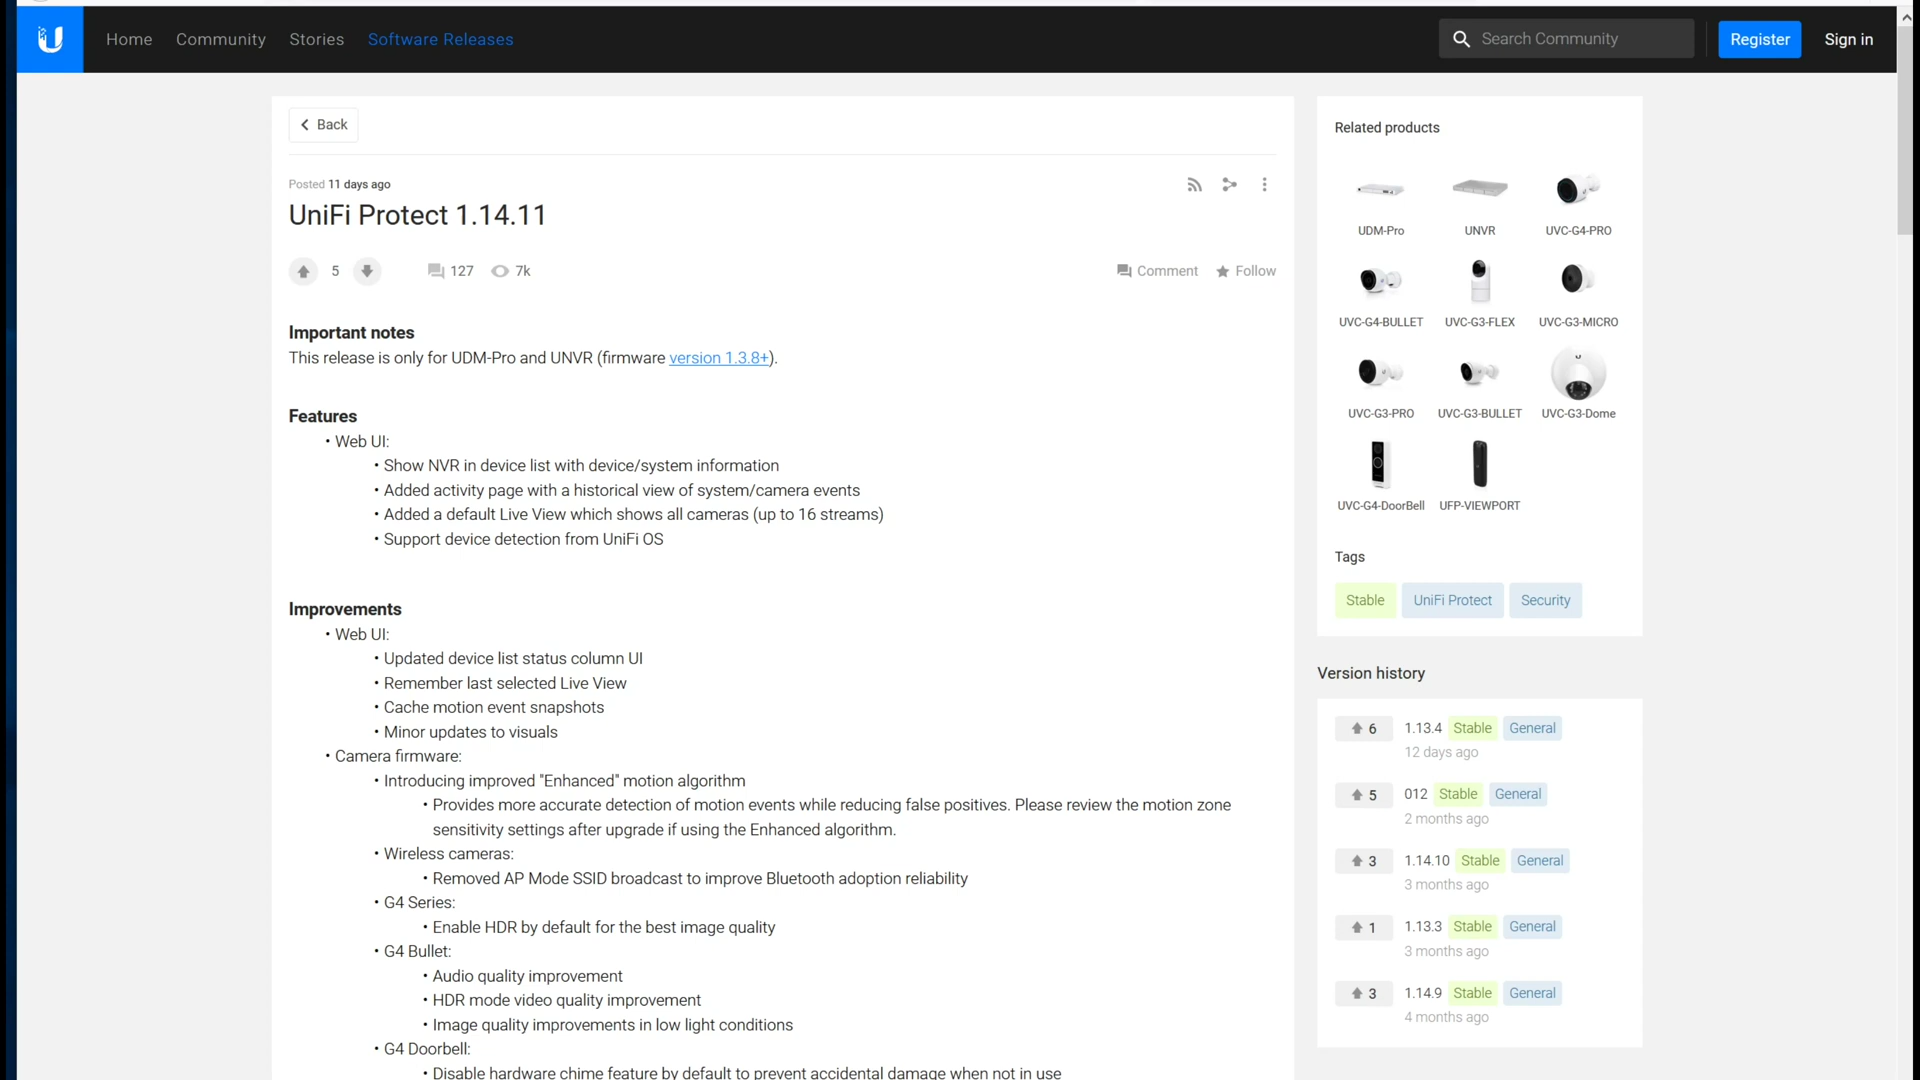 Home Community Stories Software Releases
Search Community
Register
Sign in
Back
Posted 11 days ago
UniFi Protect 1.14.11
5
127
7k
Comment
Follow
Important notes
This release is only for UDM-Pro and UNVR (firmware version 1.3.8+).
Features
• Web UI:
• Show NVR in device list with device/system information
• Added activity page with a historical view of system/camera events
• Added a default Live View which shows all cameras (up to 16 streams)
• Support device detection from UniFi OS
Improvements
• Web UI:
• Updated device list status column UI
• Remember last selected Live View
• Cache motion event snapshots
• Minor updates to visuals
• Camera firmware:
• Introducing improved "Enhanced" motion algorithm
• Provides more accurate detection of motion events while reducing false positives. Please review the motion zone
sensitivity settings after upgrade if using the Enhanced algorithm.
• Wireless cameras:
• Removed AP Mode SSID broadcast to improve Bluetooth adoption reliability
• G4 Series:
• Enable HDR by default for the best image quality
• G4 Bullet:
• Audio quality improvement
• HDR mode video quality improvement
• Image quality improvements in low light conditions
• G4 Doorbell:
• Disable hardware chime feature by default to prevent accidental damage when not in use
Related products
UDM-Pro UNVR UVC-G4-PRO
UVC-G4-BULLET UVC-G3-FLEX UVC-G3-MICRO
UVC-G3-PRO UVC-G3-BULLET UVC-G3-Dome
UVC-G4-DoorBell UFP-VIEWPORT
Tags
Stable UniFi Protect Security
Version history
6 1.13.4 Stable General
12 days ago
5 012 Stable General
2 months ago
3 1.14.10 Stable General
3 months ago
1 1.13.3 Stable General
3 months ago
3 1.14.9 Stable General
4 months ago